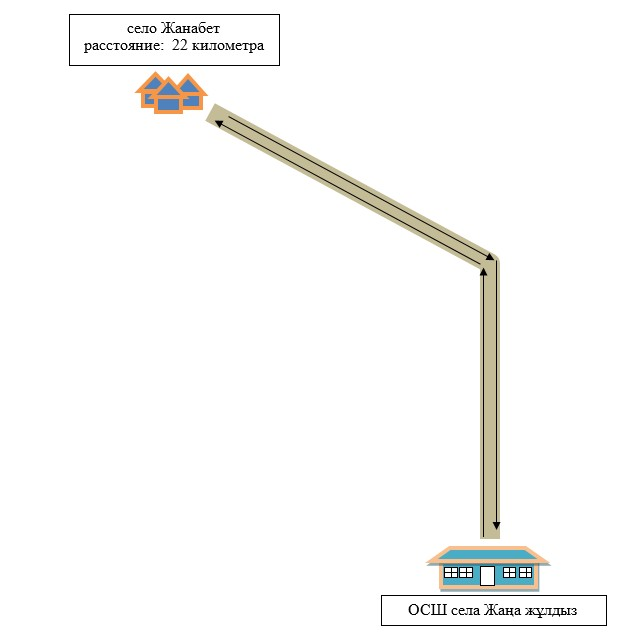 село Жанабет
расстояние:  22 километра
ОСШ села Жаңа жұлдыз